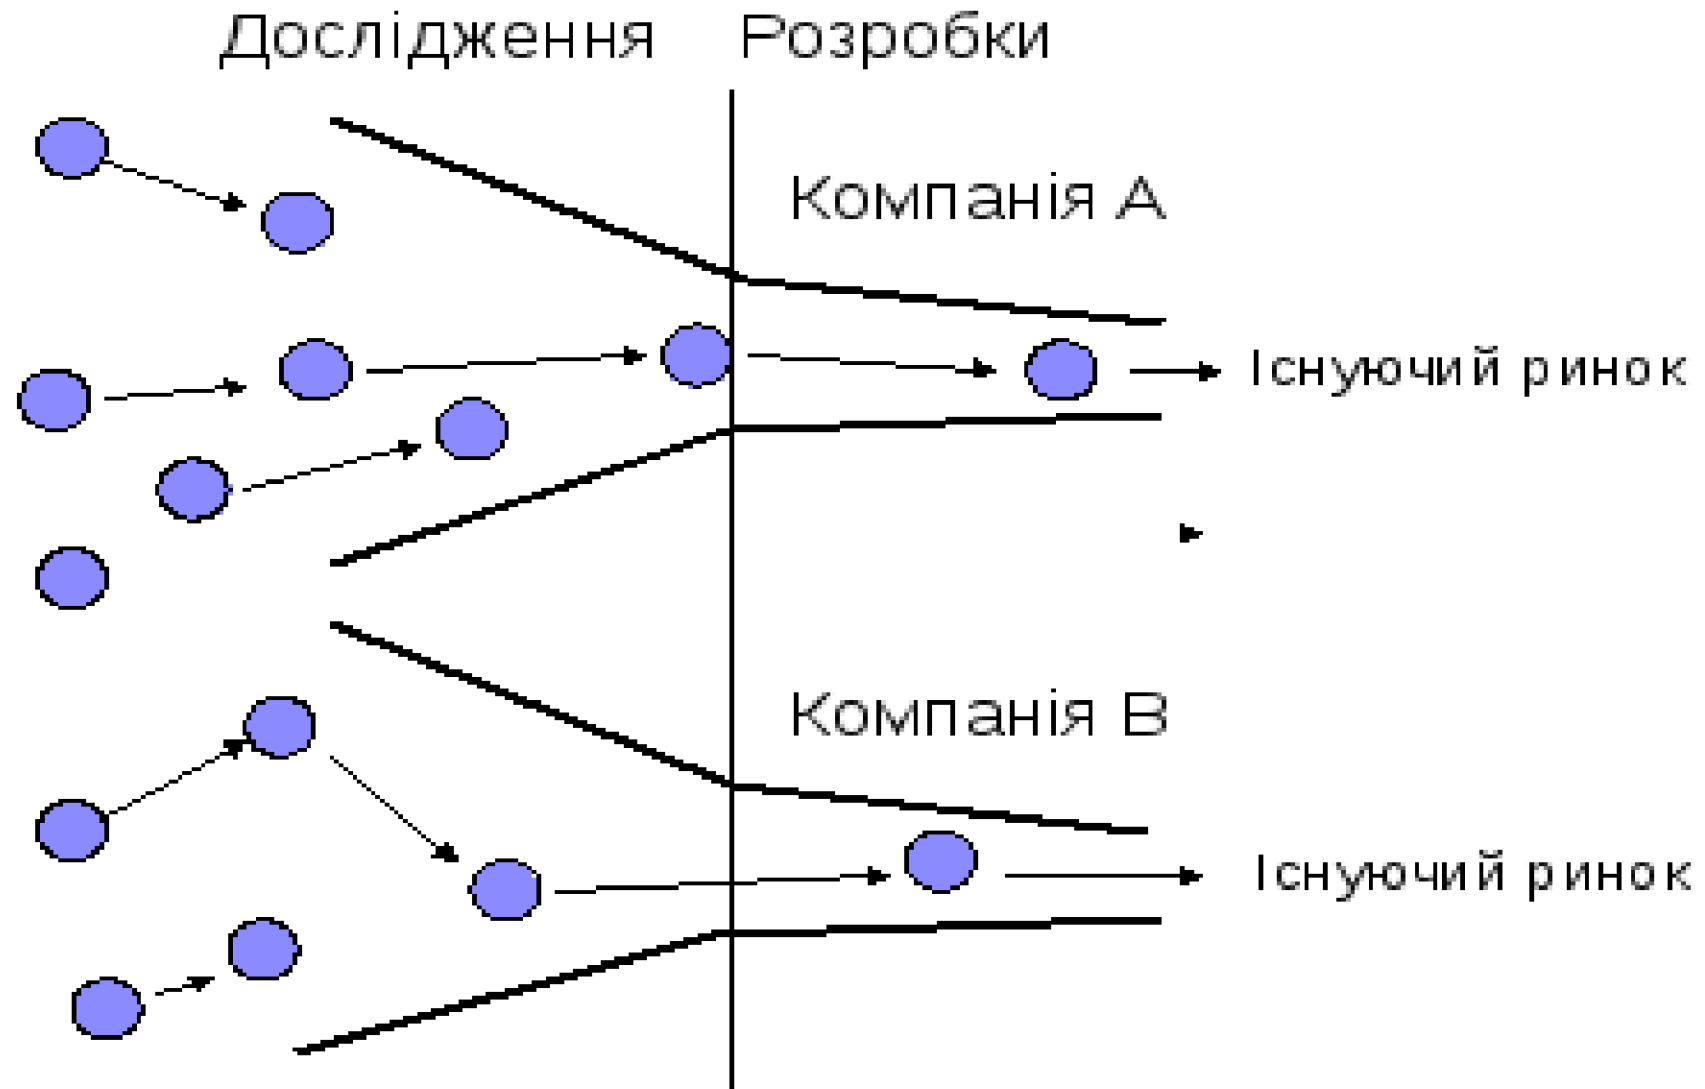 Дослідження Розробки
Компанія А
Існуючий ринок
Компанія В
Існуючий ринок